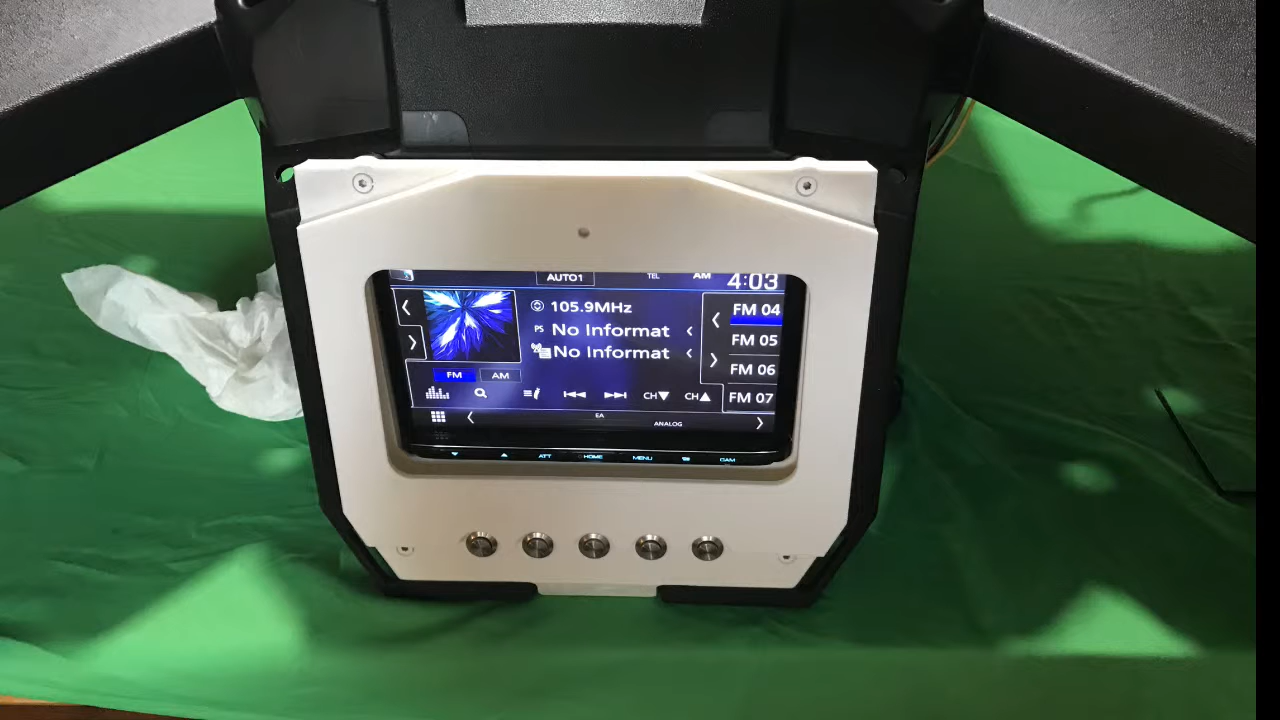 AUTO1 TEL AM 4:03
105.9MHz
PS No Informat
No Informat
FM 04
FM 05
FM 06
FM 07
FM AM
CH▼ CH▲
EA
ANALOG
ATT HOME MENU CAM